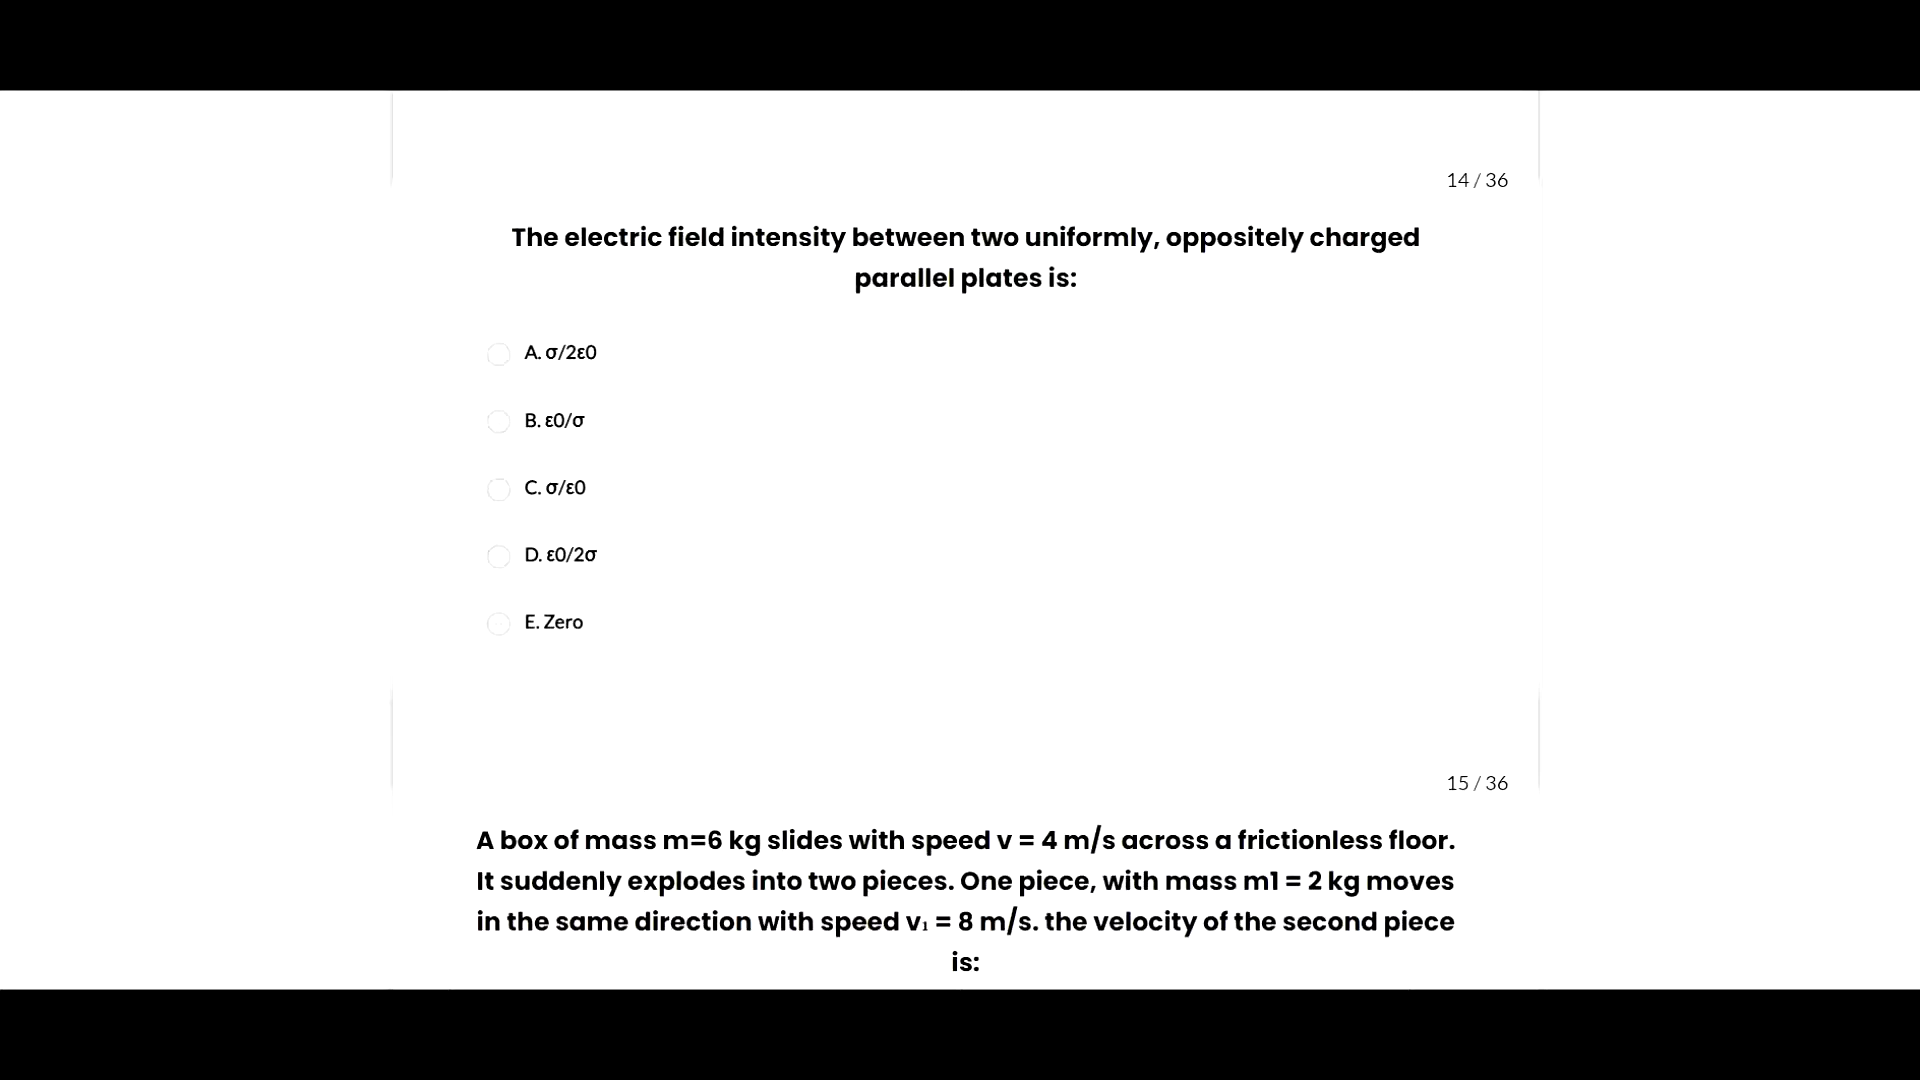 14 / 36
The electric field intensity between two uniformly, oppositely charged
parallel plates is:
A. σ/2ε0
B. ε0/σ
C. σ/ε0
D. ε0/2σ
E. Zero
15 / 36
A box of mass m=6 kg slides with speed v = 4 m/s across a frictionless floor.
It suddenly explodes into two pieces. One piece, with mass m1 = 2 kg moves
in the same direction with speed v₁ = 8 m/s. the velocity of the second piece
is: